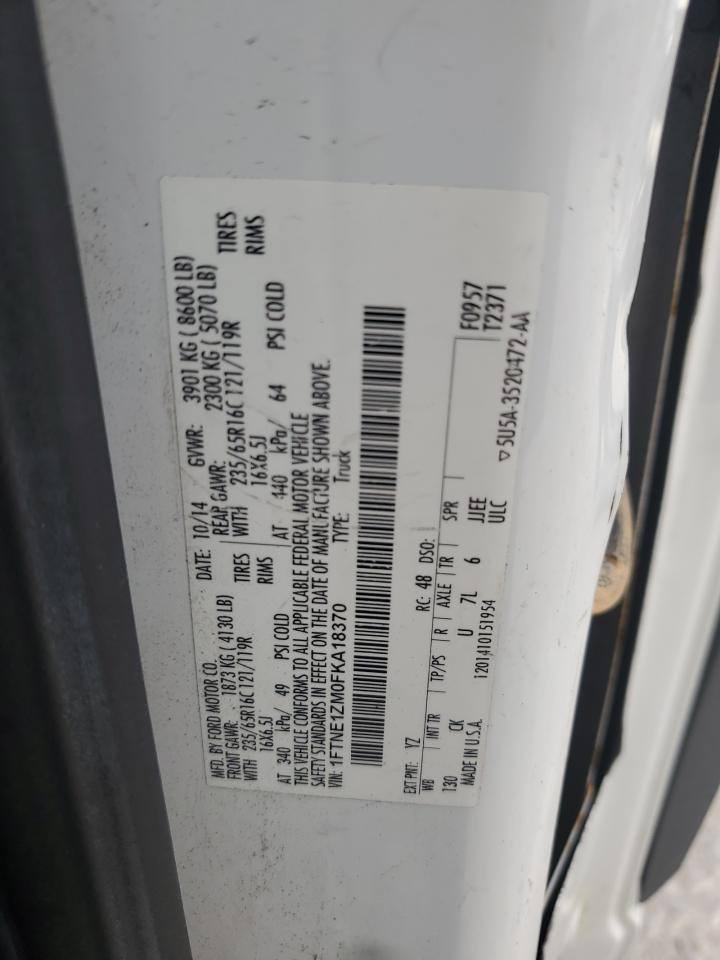 MFD. BY FORD MOTOR CO.
DATE: 10/14 GVWR: 3901 KG ( 8600 LB)
FRONT GAWR: 1873 KG ( 4130 LB)
REAR GAWR: 2300 KG ( 5070 LB)
WITH 235/65R16C 121/119R TIRES
WITH 235/65R16C 121/119R TIRES
16X6.5J RIMS
16X6.5J RIMS
AT 340 kPa/ 49 PSI COLD
AT 440 kPa/ 64 PSI COLD
THIS VEHICLE CONFORMS TO ALL APPLICABLE FEDERAL MOTOR VEHICLE
SAFETY STANDARDS IN EFFECT ON THE DATE OF MANUFACTURE SHOWN ABOVE.
VIN: 1FTNE1ZM0FKA18370
TYPE: Truck
EXT PNT: YZ RC: 48 DSO:
WB INT TR TP/PS R AXLE TR SPR
F0957
T2371
130 CK U 7L 6 JJEE
MADE IN U.S.A. 1201410151954 ULC
▽5U5A-3520472-AA